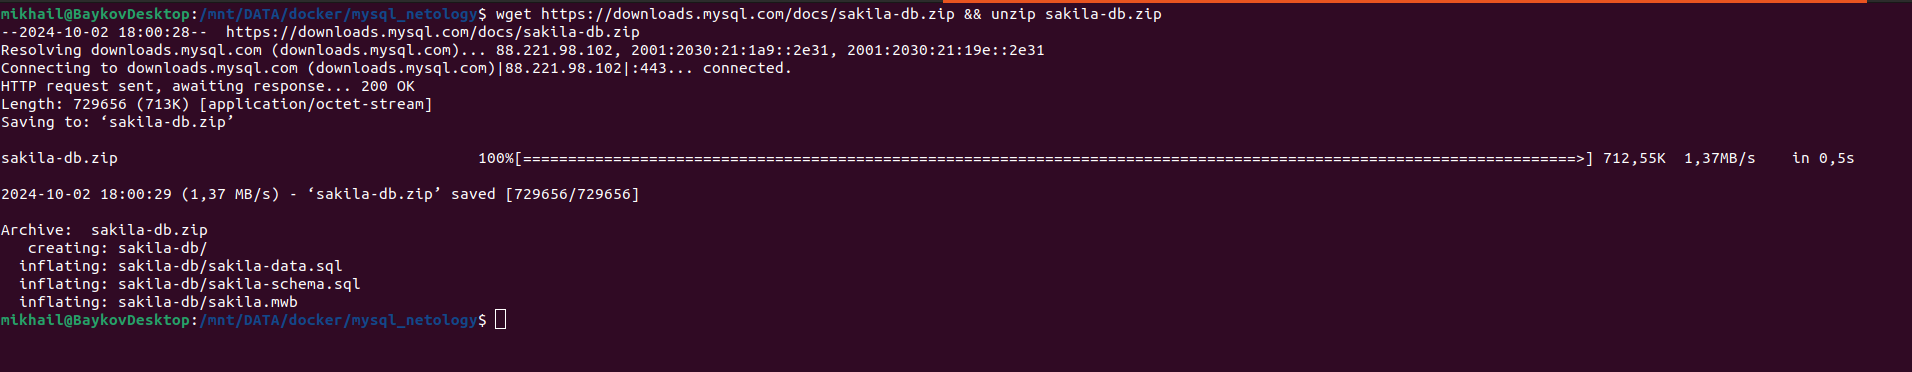 mikhail@BaykovDesktop:/mnt/DATA/docker/mysql_netology$ wget https://downloads.mysql.com/docs/sakila-db.zip && unzip sakila-db.zip
--2024-10-02 18:00:28--  https://downloads.mysql.com/docs/sakila-db.zip
Resolving downloads.mysql.com (downloads.mysql.com)... 88.221.98.102, 2001:2030:21:1a9::2e31, 2001:2030:21:19e::2e31
Connecting to downloads.mysql.com (downloads.mysql.com)|88.221.98.102|:443... connected.
HTTP request sent, awaiting response... 200 OK
Length: 729656 (713K) [application/octet-stream]
Saving to: ‘sakila-db.zip’
sakila-db.zip                                        100%[=====================================================================================================================>] 712,55K  1,37MB/s    in 0,5s
2024-10-02 18:00:29 (1,37 MB/s) - ‘sakila-db.zip’ saved [729656/729656]
Archive:  sakila-db.zip
   creating: sakila-db/
  inflating: sakila-db/sakila-data.sql
  inflating: sakila-db/sakila-schema.sql
  inflating: sakila-db/sakila.mwb
mikhail@BaykovDesktop:/mnt/DATA/docker/mysql_netology$